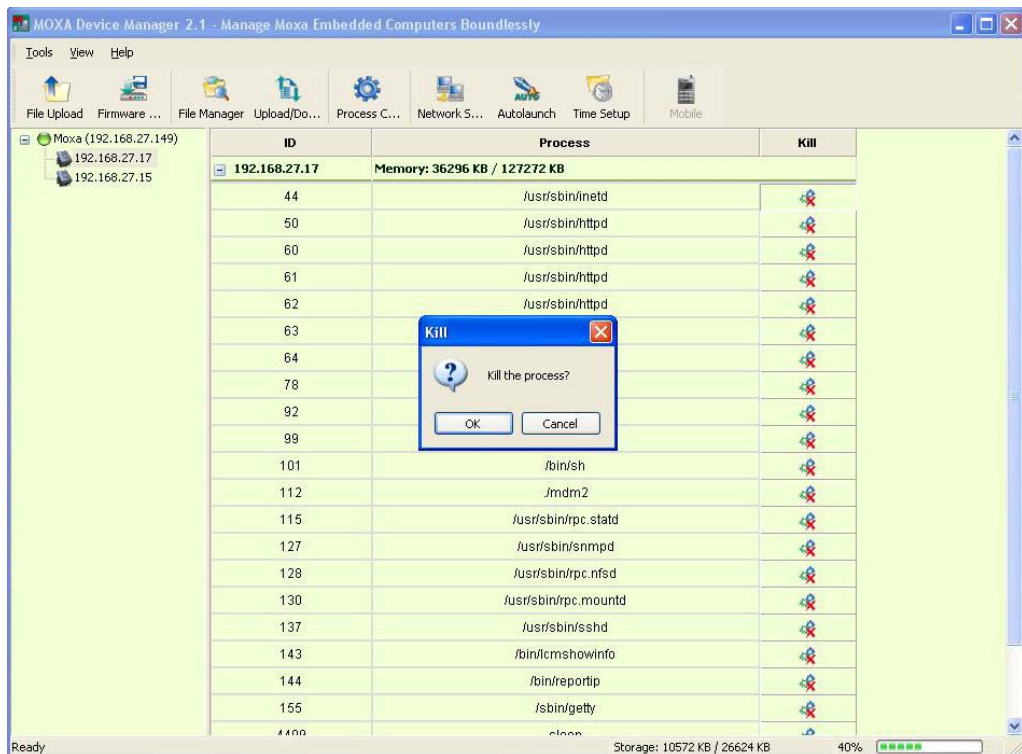 MOXA Device Manager 2.1 - Manage Moxa Embedded Computers Boundlessly
Tools View Help
File Upload Firmware ... File Manager Upload/Do... Process C... Network S... Autolaunch Time Setup Mobile
Moxa (192.168.27.149)
192.168.27.17
192.168.27.15
ID Process Kill
192.168.27.17 Memory: 36296 KB / 127272 KB
44 /usr/sbin/inetd
50 /usr/sbin/httpd
60 /usr/sbin/httpd
61 /usr/sbin/httpd
62 /usr/sbin/httpd
63
64
78
92
99
Kill
Kill the process?
OK Cancel
101 /bin/sh
112 ./mdm2
115 /usr/sbin/rpc.statd
127 /usr/sbin/snmpd
128 /usr/sbin/rpc.nfsd
130 /usr/sbin/rpc.mountd
137 /usr/sbin/sshd
143 /bin/lcmshowinfo
144 /bin/reportip
155 /sbin/getty
Ready Storage: 10572 KB / 26624 KB 40%